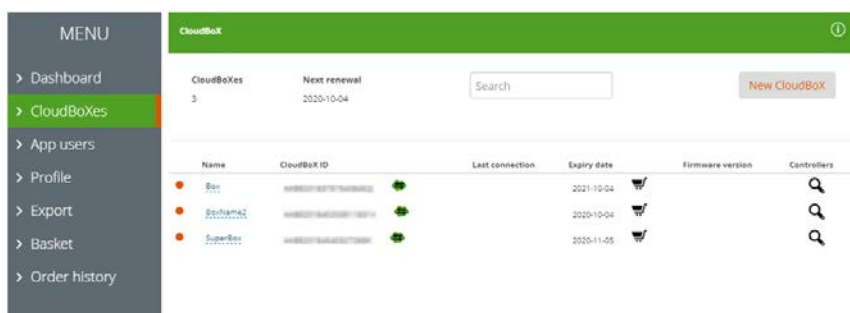 MENU
Dashboard
CloudBoXes
App users
Profile
Export
Basket
Order history
CloudBoX
CloudBoXes Next renewal
3 2020-10-04
Search
New CloudBoX
Name CloudBoX ID Last connection Expiry date Firmware version Controllers
Box 2021-10-04
BoxName2 2020-10-04
SuperBox 2020-11-05